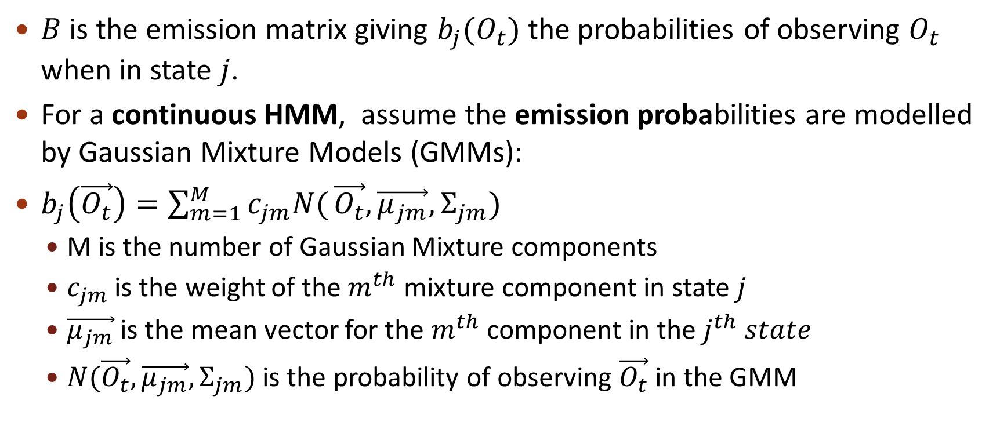 • B is the emission matrix giving b_j(O_t) the probabilities of observing O_t
when in state j.
• For a continuous HMM,  assume the emission probabilities are modelled
by Gaussian Mixture Models (GMMs):
• b_j(\overrightarrow{O_t}) = \sum_{m=1}^{M} c_{jm} N( \overrightarrow{O_t}, \overrightarrow{\mu_{jm}}, \Sigma_{jm})
• M is the number of Gaussian Mixture components
• c_{jm} is the weight of the m^{th} mixture component in state j
• \overrightarrow{\mu_{jm}} is the mean vector for the m^{th} component in the j^{th} state
• N(\overrightarrow{O_t}, \overrightarrow{\mu_{jm}}, \Sigma_{jm}) is the probability of observing \overrightarrow{O_t} in the GMM